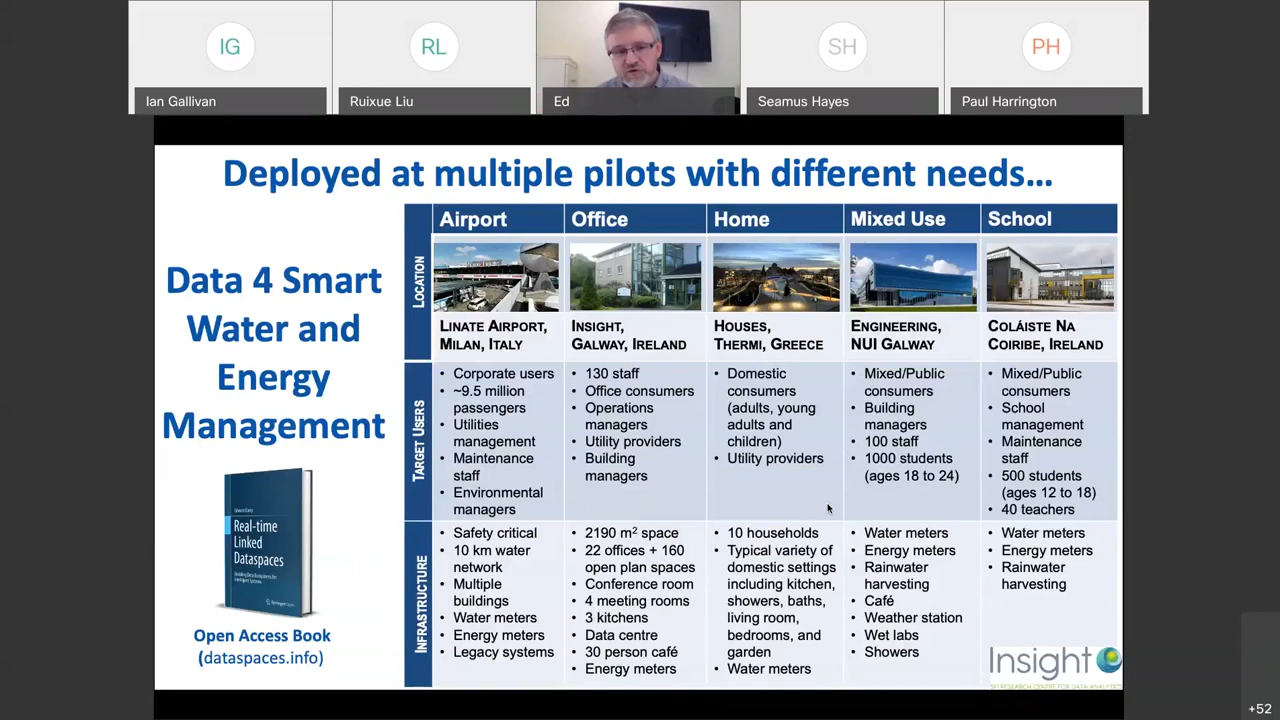 IG
RL
SH
PH
Ian Gallivan
Ruixue Liu
Ed
Seamus Hayes
Paul Harrington
Deployed at multiple pilots with different needs…
Data 4 Smart
Water and
Energy
Management
Real-time
Linked
Dataspaces
Open Access Book
(dataspaces.info)
Airport
Office
Home
Mixed Use
School
LOCATION
LINATE AIRPORT,
MILAN, ITALY
INSIGHT,
GALWAY, IRELAND
HOUSES,
THERMI, GREECE
ENGINEERING,
NUI GALWAY
COLÁISTE NA
COIRIBE, IRELAND
TARGET USERS
• Corporate users
• ~9.5 million
passengers
• Utilities
management
• Maintenance
staff
• Environmental
managers
• 130 staff
• Office consumers
• Operations
managers
• Utility providers
• Building
managers
• Domestic
consumers
(adults, young
adults and
children)
• Utility providers
• Mixed/Public
consumers
• Building
managers
• 100 staff
• 1000 students
(ages 18 to 24)
• Mixed/Public
consumers
• School
management
• Maintenance
staff
• 500 students
(ages 12 to 18)
• 40 teachers
INFRASTRUCTURE
• Safety critical
• 10 km water
network
• Multiple
buildings
• Water meters
• Energy meters
• Legacy systems
• 2190 m² space
• 22 offices + 160
open plan spaces
• Conference room
• 4 meeting rooms
• 3 kitchens
• Data centre
• 30 person café
• Energy meters
• 10 households
• Typical variety of
domestic settings
including kitchen,
showers, baths,
living room,
bedrooms, and
garden
• Water meters
• Water meters
• Energy meters
• Rainwater
harvesting
• Café
• Weather station
• Wet labs
• Showers
• Water meters
• Energy meters
• Rainwater
harvesting
Insight
SFI RESEARCH CENTRE FOR DATA ANALYTICS
+52